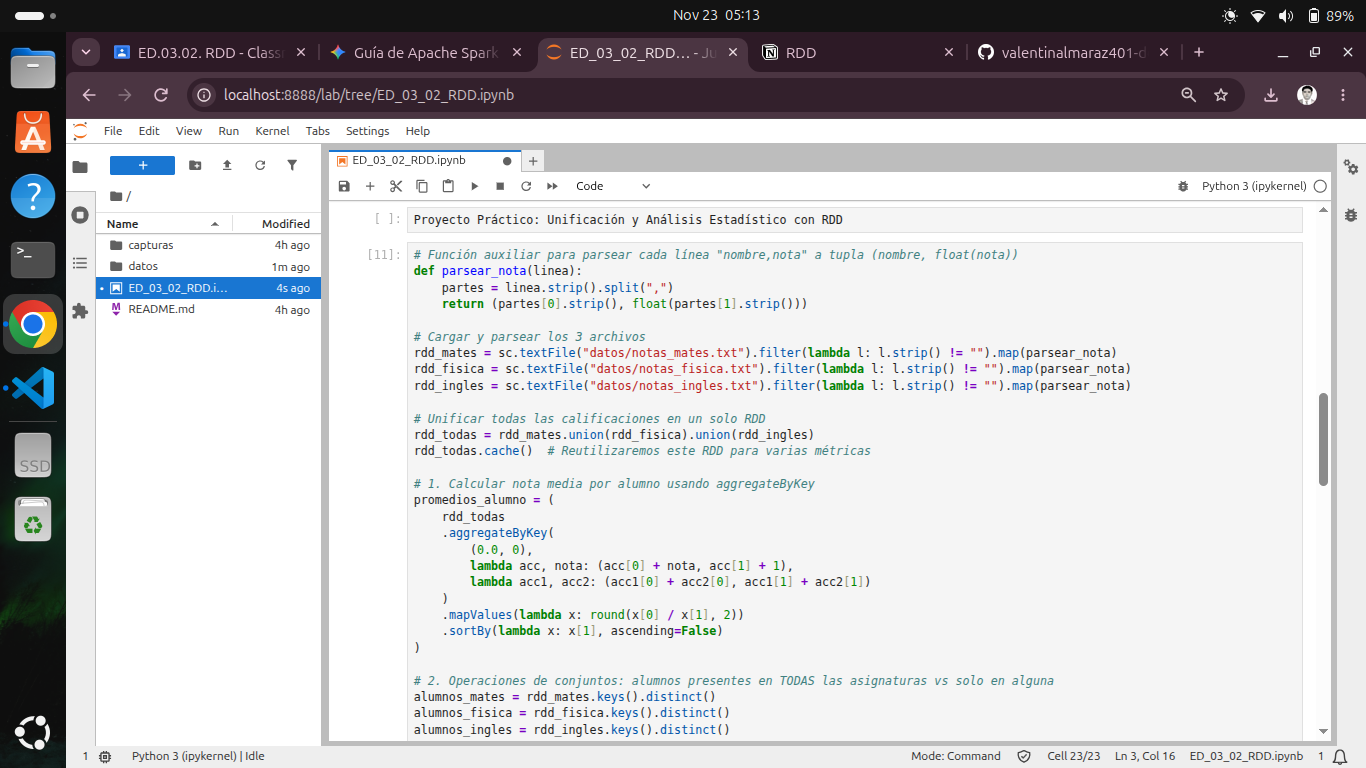 Nov 23 05:13
89%
ED.03.02. RDD - Classr
Guía de Apache Spark
ED_03_02_RDD… - Ju
RDD
valentinalmaraz401-d
localhost:8888/lab/tree/ED_03_02_RDD.ipynb
File Edit View Run Kernel Tabs Settings Help
ED_03_02_RDD.ipynb
Code
Python 3 (ipykernel)
/
Name Modified
capturas 4h ago
datos 1m ago
ED_03_02_RDD.i… 4s ago
README.md 4h ago
SSD
[ ]: Proyecto Práctico: Unificación y Análisis Estadístico con RDD
[11]: # Función auxiliar para parsear cada línea "nombre,nota" a tupla (nombre, float(nota))
def parsear_nota(linea):
partes = linea.strip().split(",")
return (partes[0].strip(), float(partes[1].strip()))
# Cargar y parsear los 3 archivos
rdd_mates = sc.textFile("datos/notas_mates.txt").filter(lambda l: l.strip() != "").map(parsear_nota)
rdd_fisica = sc.textFile("datos/notas_fisica.txt").filter(lambda l: l.strip() != "").map(parsear_nota)
rdd_ingles = sc.textFile("datos/notas_ingles.txt").filter(lambda l: l.strip() != "").map(parsear_nota)
# Unificar todas las calificaciones en un solo RDD
rdd_todas = rdd_mates.union(rdd_fisica).union(rdd_ingles)
rdd_todas.cache()  # Reutilizaremos este RDD para varias métricas
# 1. Calcular nota media por alumno usando aggregateByKey
promedios_alumno = (
rdd_todas
.aggregateByKey(
(0.0, 0),
lambda acc, nota: (acc[0] + nota, acc[1] + 1),
lambda acc1, acc2: (acc1[0] + acc2[0], acc1[1] + acc2[1])
)
.mapValues(lambda x: round(x[0] / x[1], 2))
.sortBy(lambda x: x[1], ascending=False)
)
# 2. Operaciones de conjuntos: alumnos presentes en TODAS las asignaturas vs solo en alguna
alumnos_mates = rdd_mates.keys().distinct()
alumnos_fisica = rdd_fisica.keys().distinct()
alumnos_ingles = rdd_ingles.keys().distinct()
1 Python 3 (ipykernel) | Idle Mode: Command Cell 23/23 Ln 3, Col 16 ED_03_02_RDD.ipynb 1